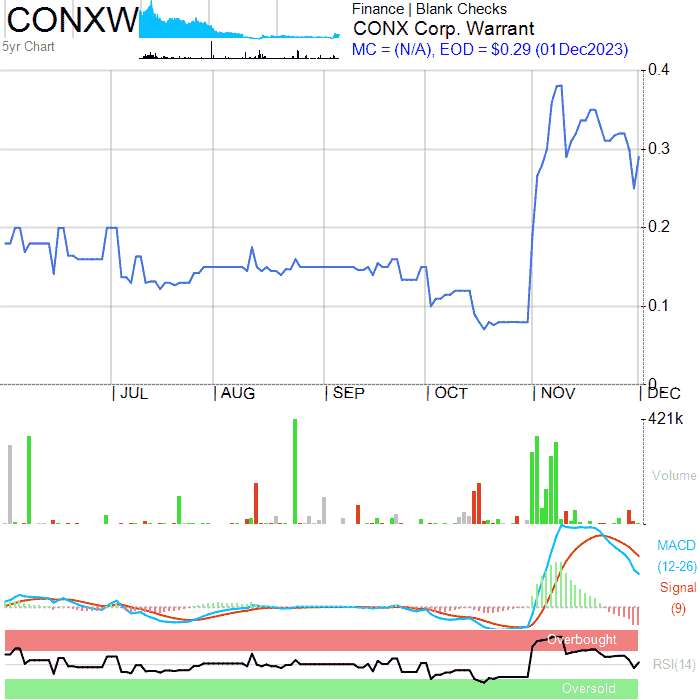 CONXW
5yr Chart
Finance | Blank Checks
CONX Corp. Warrant
MC = (N/A), EOD = $0.29 (01Dec2023)
0.4
0.3
0.2
0.1
0
JUL AUG SEP OCT NOV DEC
421k
Volume
MACD
(12-26)
Signal
(9)
Overbought
RSI(14)
Oversold